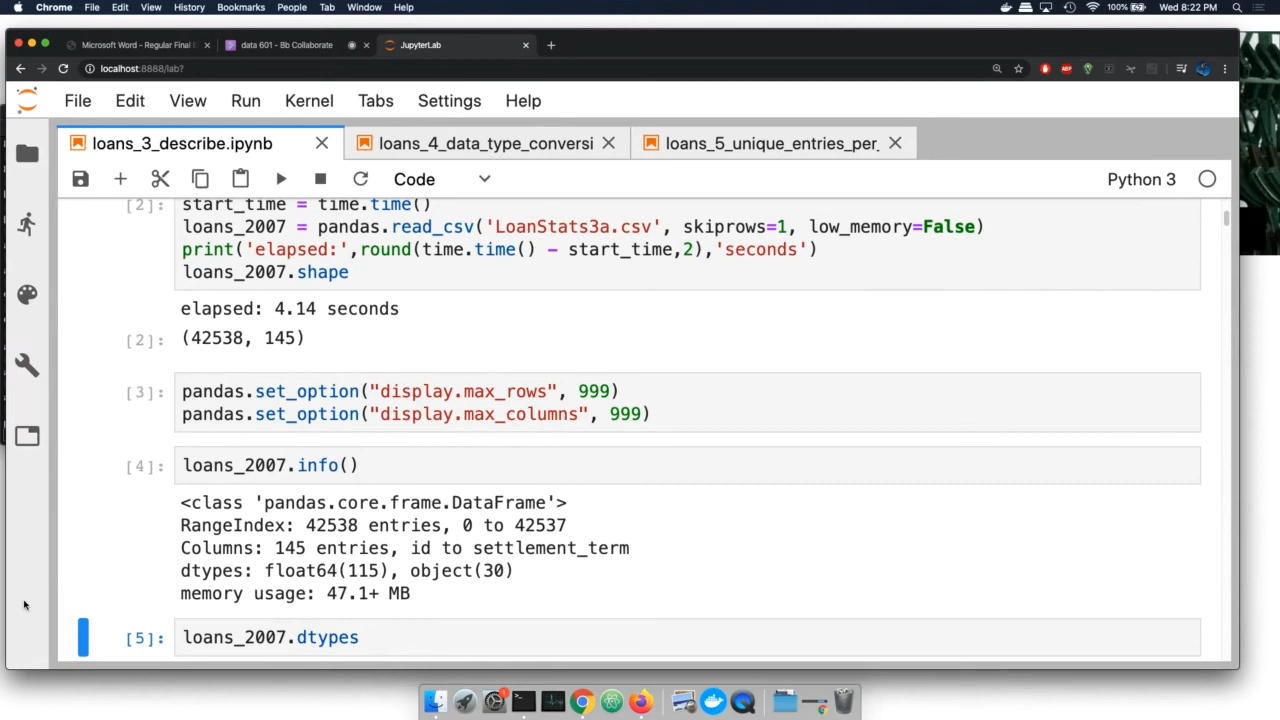 Chrome File Edit View History Bookmarks People Tab Window Help 100% Wed 8:22 PM
Microsoft Word - Regular Final E data 601 - Bb Collaborate JupyterLab
localhost:8888/lab?
File Edit View Run Kernel Tabs Settings Help
loans_3_describe.ipynb loans_4_data_type_conversi loans_5_unique_entries_per_
Code Python 3
[2]: start_time = time.time()
loans_2007 = pandas.read_csv('LoanStats3a.csv', skiprows=1, low_memory=False)
print('elapsed:',round(time.time() - start_time,2),'seconds')
loans_2007.shape
elapsed: 4.14 seconds
[2]: (42538, 145)
[3]: pandas.set_option("display.max_rows", 999)
pandas.set_option("display.max_columns", 999)
[4]: loans_2007.info()
<class 'pandas.core.frame.DataFrame'>
RangeIndex: 42538 entries, 0 to 42537
Columns: 145 entries, id to settlement_term
dtypes: float64(115), object(30)
memory usage: 47.1+ MB
[5]: loans_2007.dtypes